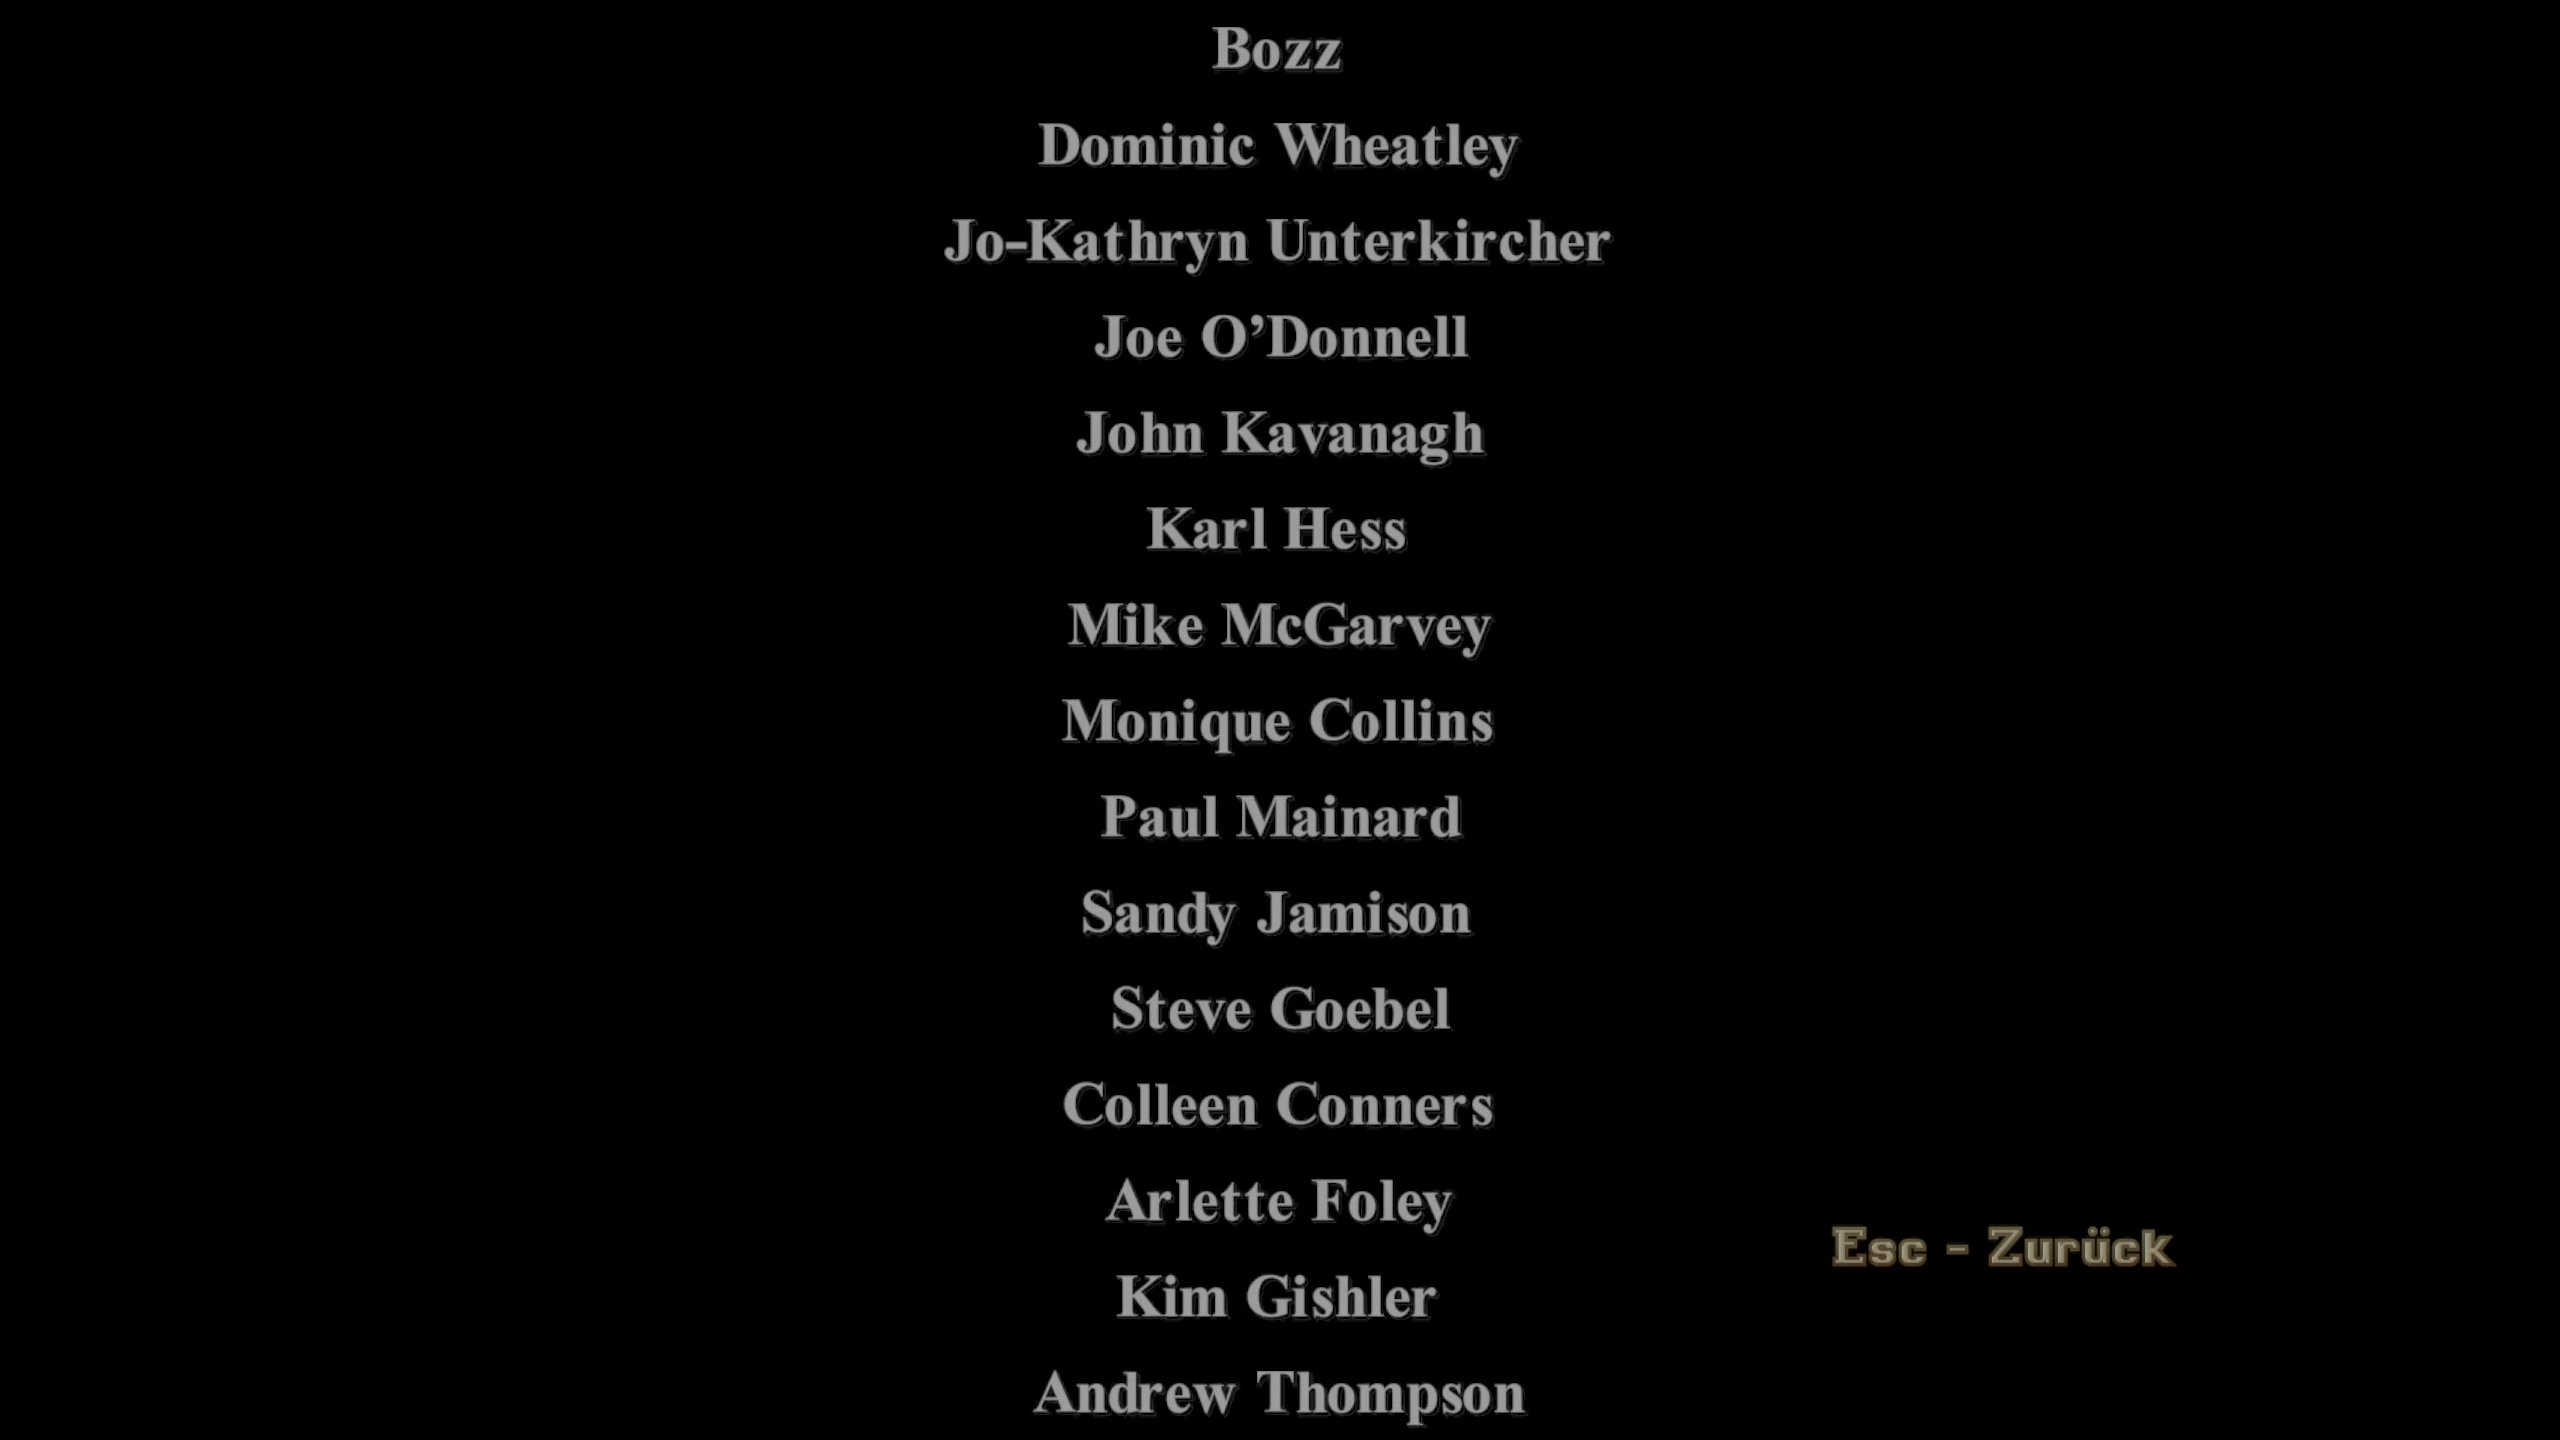 Bozz
Dominic Wheatley
Jo-Kathryn Unterkircher
Joe O’Donnell
John Kavanagh
Karl Hess
Mike McGarvey
Monique Collins
Paul Mainard
Sandy Jamison
Steve Goebel
Colleen Conners
Arlette Foley
Esc - Zurück
Kim Gishler
Andrew Thompson